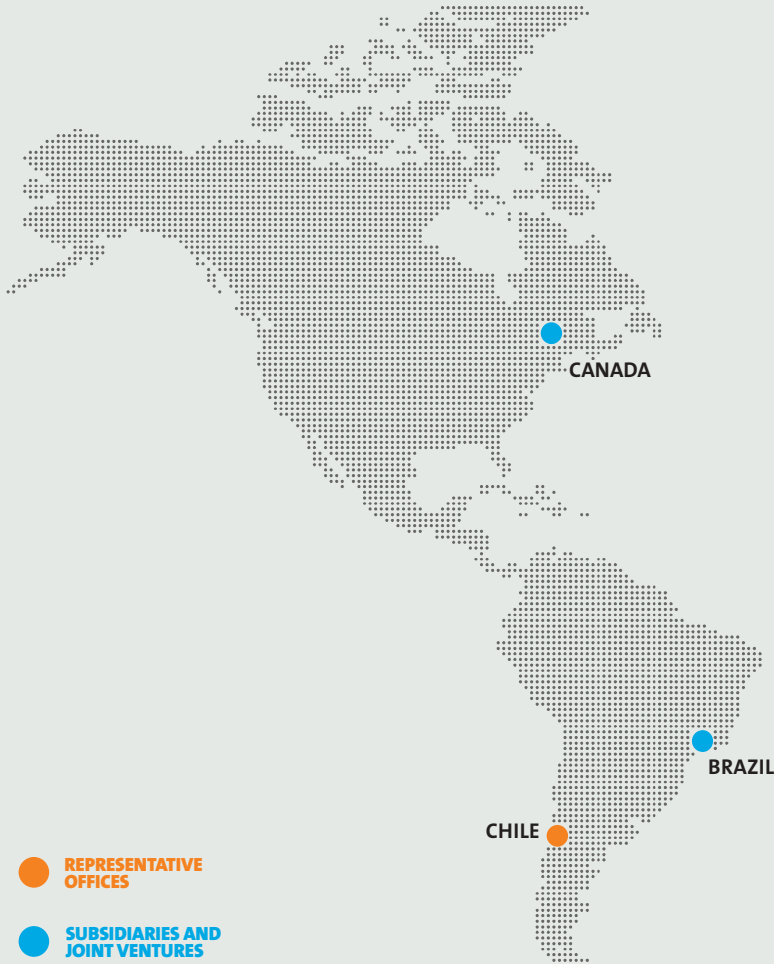 CANADA
BRAZIL
CHILE
REPRESENTATIVE
OFFICES
SUBSIDIARIES AND
JOINT VENTURES